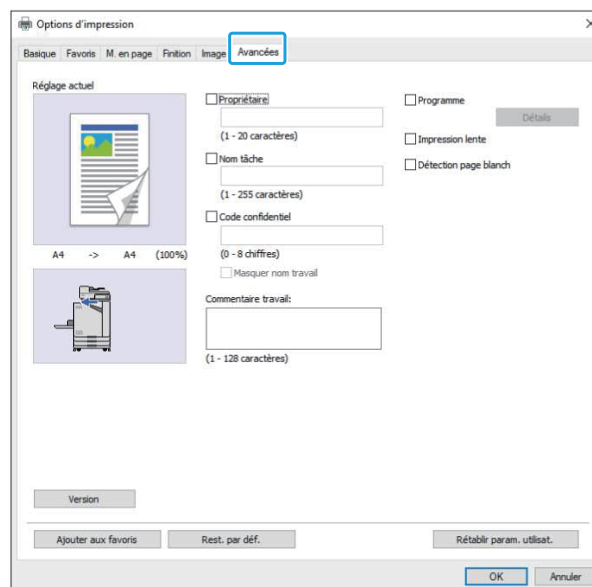 Options d'impression
Basique Favoris M. en page Finition Image Avancées
Réglage actuel
A4 -> A4 (100%)
Propriétaire
(1 - 20 caractères)
Nom tâche
(1 - 255 caractères)
Code confidentiel
(0 - 8 chiffres)
Masquer nom travail
Commentaire travail:
(1 - 128 caractères)
Programme
Détails
Impression lente
Détection page blanch
Version
Ajouter aux favoris Rest. par déf. Rétablir param. utilisat.
OK Annuler